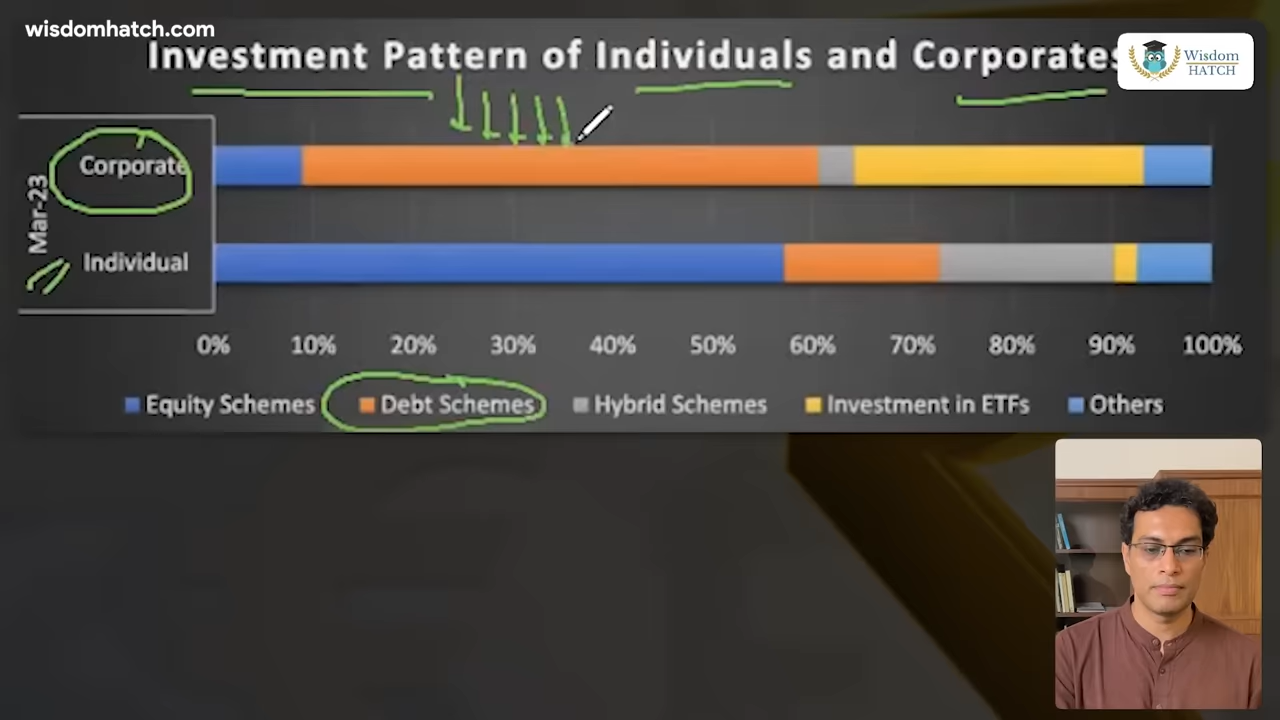 wisdomhatch.com
Investment Pattern of Individuals and Corporates
Wisdom
HATCH
Mar-23
Corporate
Individual
0% 10% 20% 30% 40% 50% 60% 70% 80% 90% 100%
Equity Schemes Debt Schemes Hybrid Schemes Investment in ETFs Others